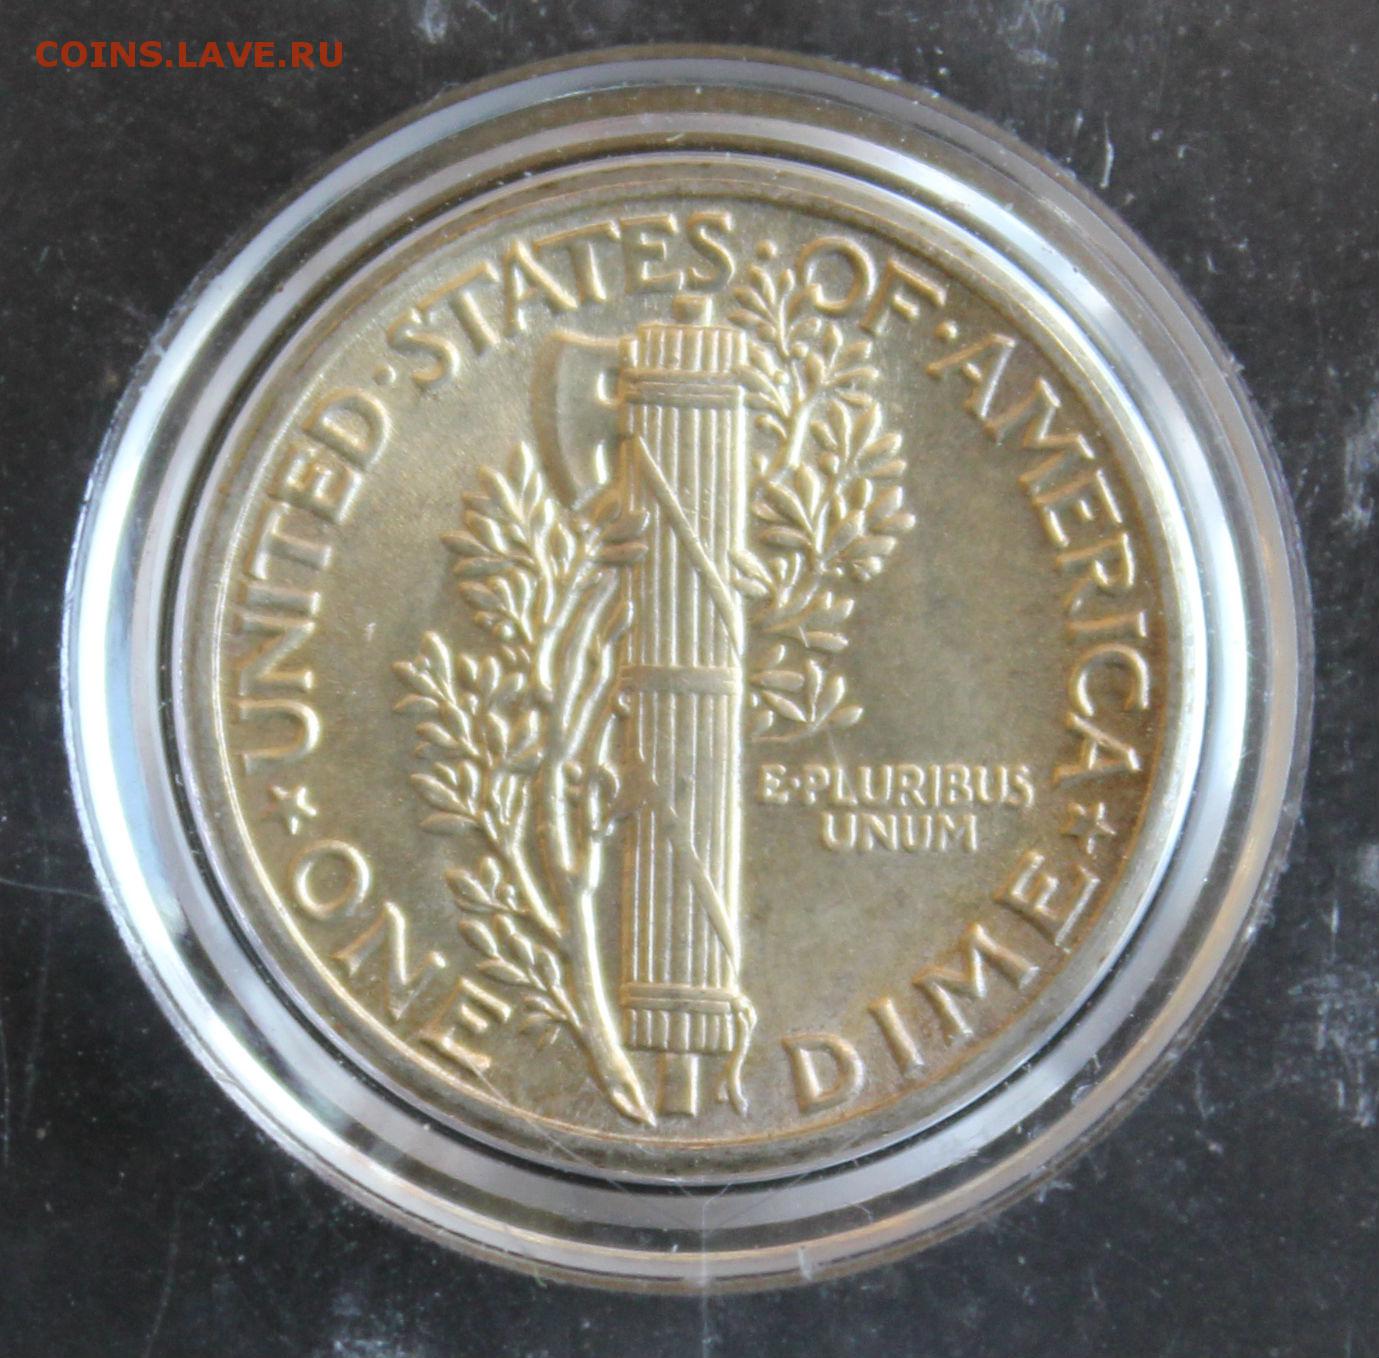 COINS.LAVE.RU
UNITED·STATES·OF·AMERICA
E·PLURIBUS
UNUM
ONE DIME